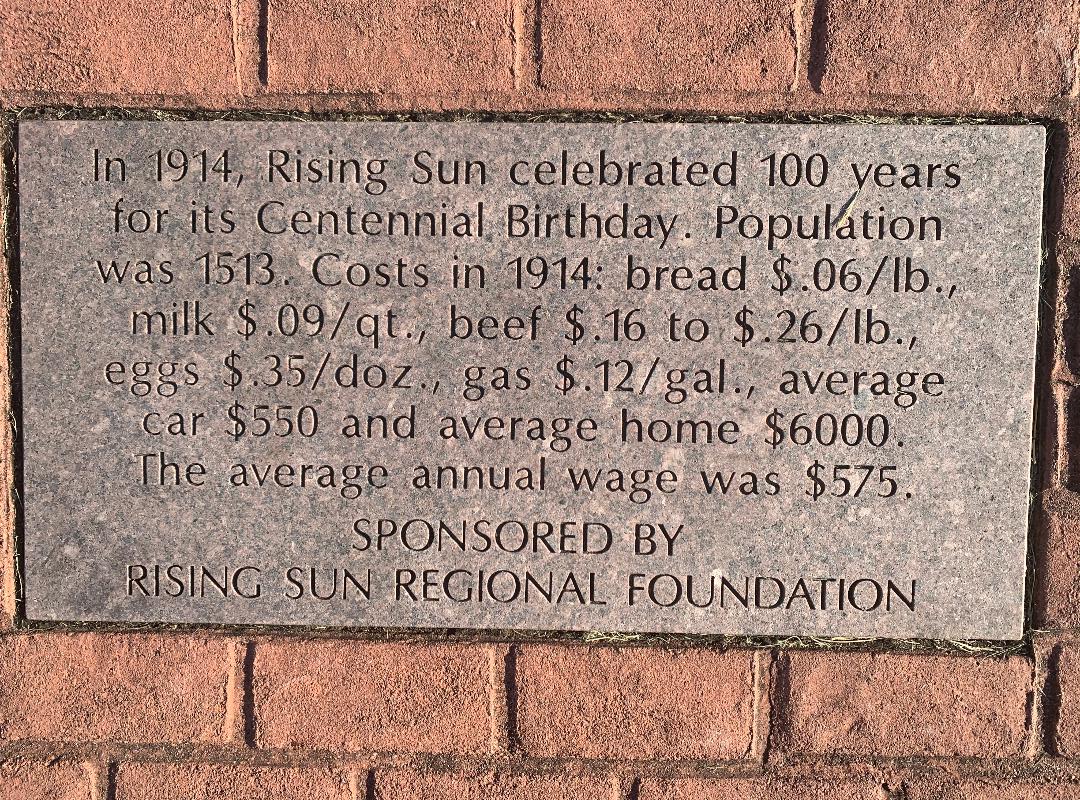 In 1914, Rising Sun celebrated 100 years
for its Centennial Birthday. Population
was 1513. Costs in 1914: bread $.06/lb.,
milk $.09/qt., beef $.16 to $.26/lb.,
eggs $.35/doz., gas $.12/gal., average
car $550 and average home $6000.
The average annual wage was $575.
SPONSORED BY
RISING SUN REGIONAL FOUNDATION